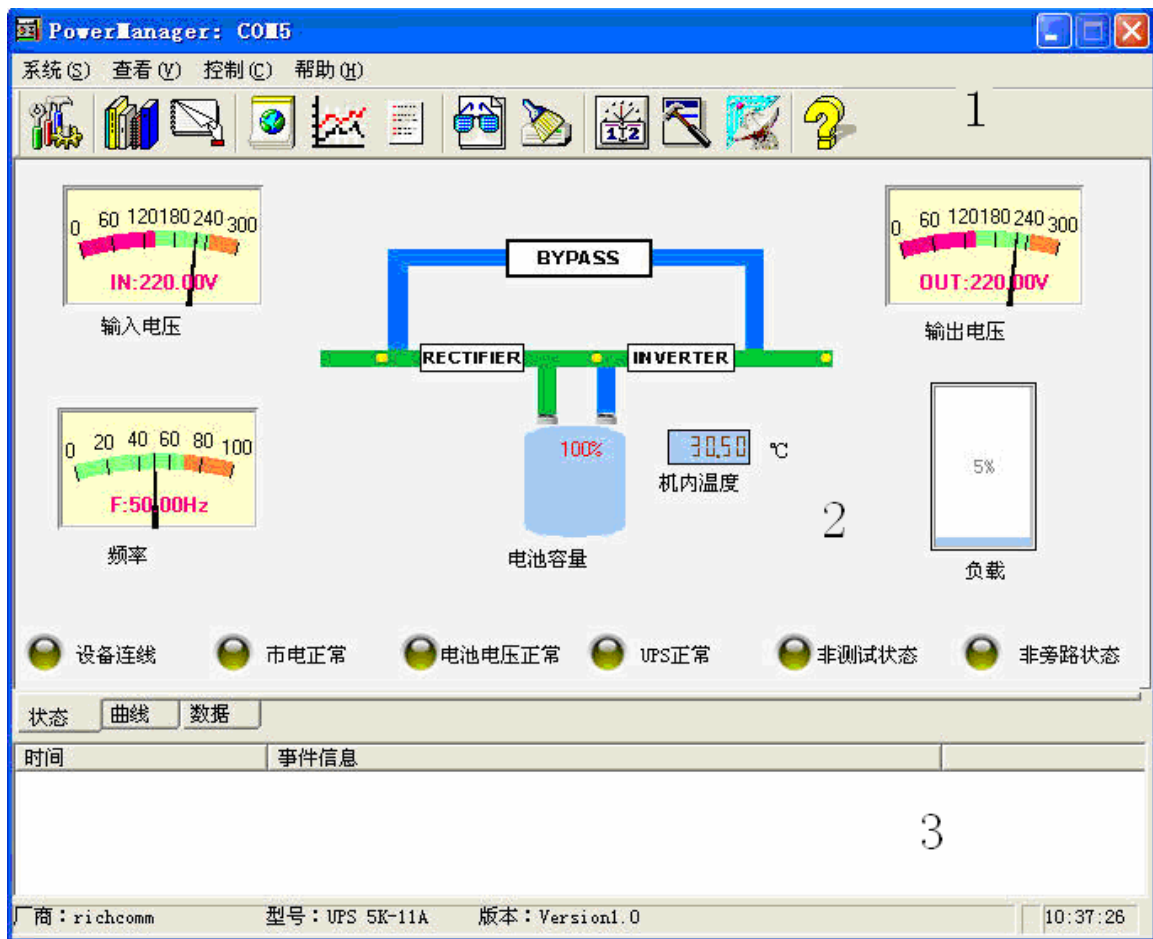 PowerManager: COM5
系统(S) 查看(V) 控制(C) 帮助(H)
1
0 60 120 180 240 300
IN:220.00V
输入电压
BYPASS
0 60 120 180 240 300
OUT:220.00V
输出电压
RECTIFIER
INVERTER
0 20 40 60 80 100
F:50.00Hz
频率
100%
电池容量
30.50 ℃
机内温度
2
5%
负载
设备连线 市电正常 电池电压正常 UPS正常 非测试状态 非旁路状态
状态 曲线 数据
时间 事件信息
3
厂商：richcomm 型号：UPS 5K-11A 版本：Version1.0 10:37:26